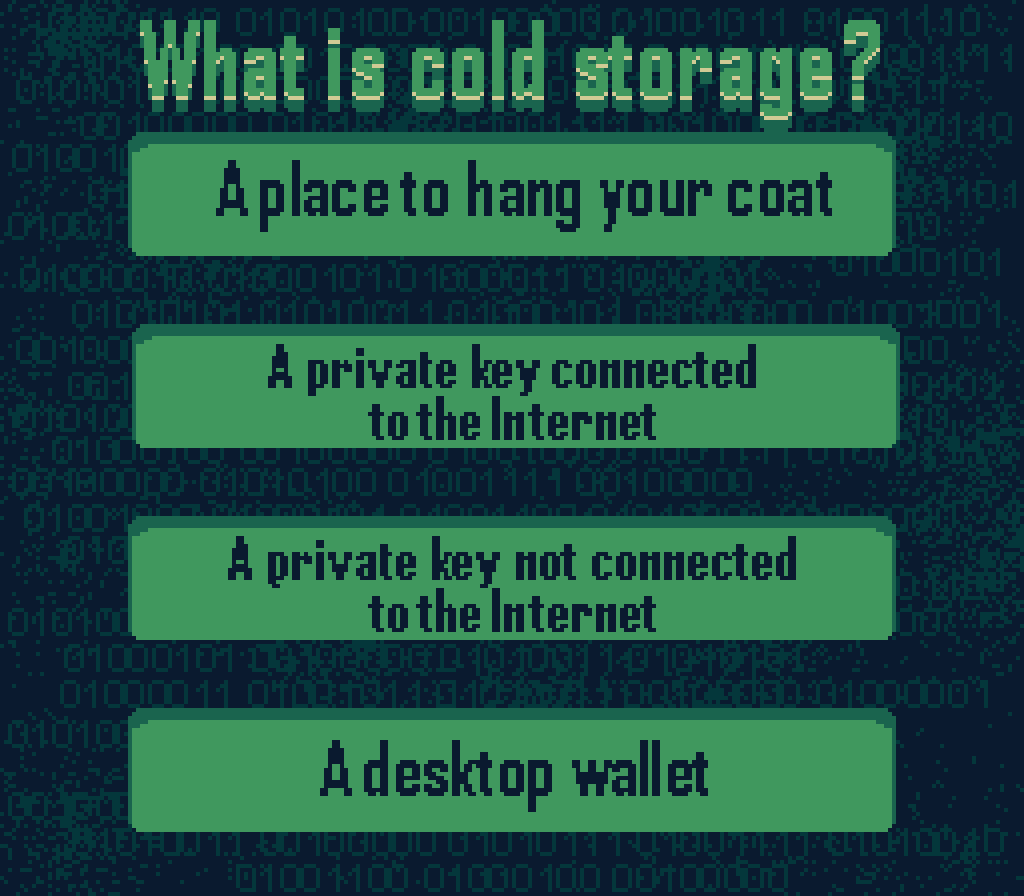 What is cold storage?
A place to hang your coat
A private key connected
to the Internet
A private key not connected
to the Internet
A desktop wallet